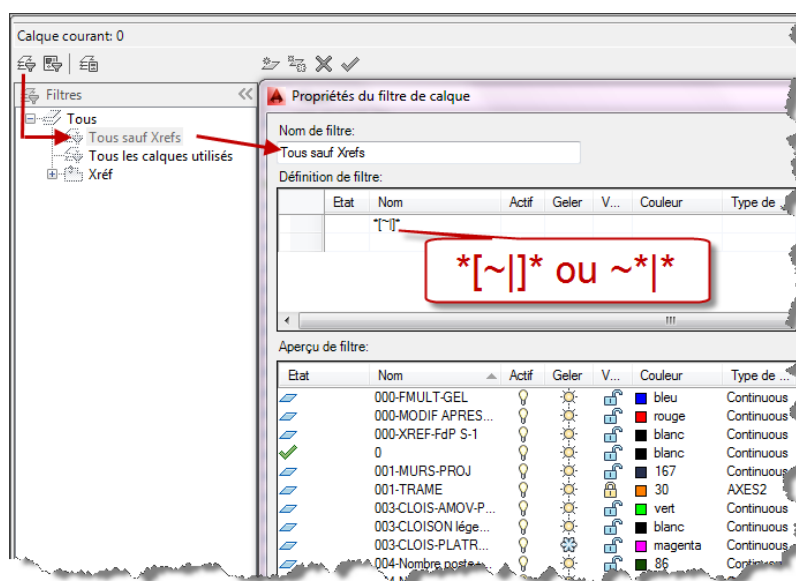 Calque courant: 0
Filtres
Tous
Tous sauf Xrefs
Tous les calques utilisés
Xréf
Propriétés du filtre de calque
Nom de filtre:
Tous sauf Xrefs
Définition de filtre:
Etat Nom Actif Geler V... Couleur Type de
*[~|]*
*[~|]* ou ~*|*
Aperçu de filtre:
Etat Nom Actif Geler V... Couleur Type de ...
000-FMULT-GEL bleu Continuous
000-MODIF APRES... rouge Continuous
000-XREF-FdP S-1 blanc Continuous
0 blanc Continuous
001-MURS-PROJ 167 Continuous
001-TRAME 30 AXES2
003-CLOIS-AMOV-P... vert Continuous
003-CLOISON lége... blanc Continuous
003-CLOIS-PLATR... magenta Continuous
004-Nombre poste 86 Continuous